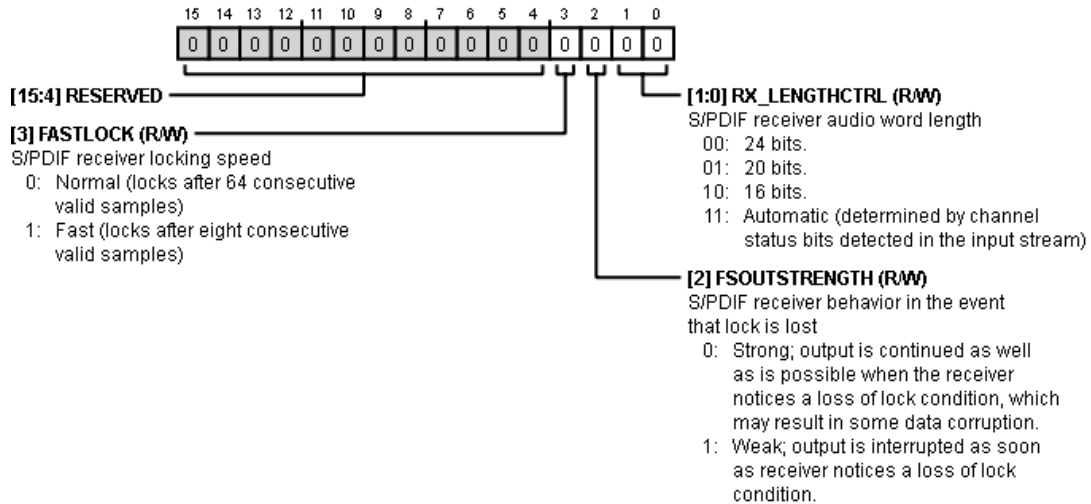 15 14 13 12 11 10 9 8 7 6 5 4 3 2 1 0
0 0 0 0 0 0 0 0 0 0 0 0 0 0 0 0
[15:4] RESERVED
[3] FASTLOCK (R/W)
S/PDIF receiver locking speed
0: Normal (locks after 64 consecutive
valid samples)
1: Fast (locks after eight consecutive
valid samples)
[1:0] RX_LENGTHCTRL (R/W)
S/PDIF receiver audio word length
00: 24 bits.
01: 20 bits.
10: 16 bits.
11: Automatic (determined by channel
status bits detected in the input stream)
[2] FSOUTSTRENGTH (R/W)
S/PDIF receiver behavior in the event
that lock is lost
0: Strong; output is continued as well
as is possible when the receiver
notices a loss of lock condition, which
may result in some data corruption.
1: Weak; output is interrupted as soon
as receiver notices a loss of lock
condition.